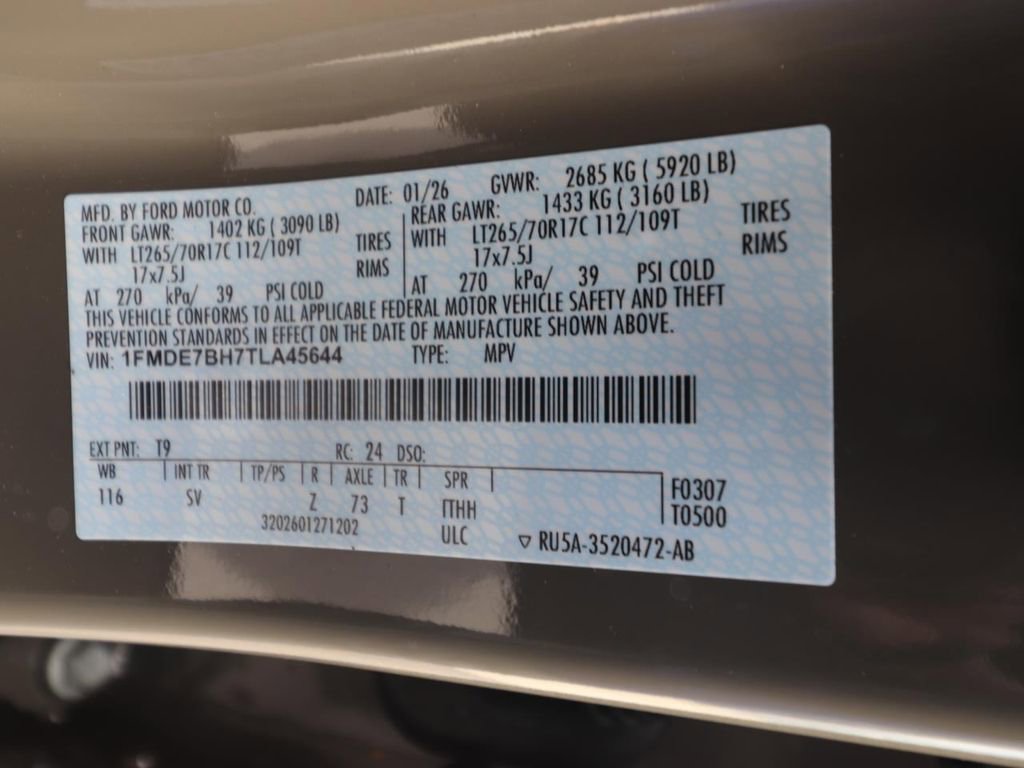 MFD. BY FORD MOTOR CO. DATE: 01/26 GVWR: 2685 KG ( 5920 LB)
FRONT GAWR: 1402 KG ( 3090 LB) REAR GAWR: 1433 KG ( 3160 LB)
WITH LT265/70R17C 112/109T TIRES WITH LT265/70R17C 112/109T TIRES
17x7.5J RIMS 17x7.5J RIMS
AT 270 kPa/ 39 PSI COLD AT 270 kPa/ 39 PSI COLD
THIS VEHICLE CONFORMS TO ALL APPLICABLE FEDERAL MOTOR VEHICLE SAFETY AND THEFT
PREVENTION STANDARDS IN EFFECT ON THE DATE OF MANUFACTURE SHOWN ABOVE.
VIN: 1FMDE7BH7TLA45644 TYPE: MPV
EXT PNT: T9 RC: 24 DSO:
WB INT TR TP/PS R AXLE TR SPR
116 SV Z 73 T ITHH F0307
3202601271202 ULC T0500
RU5A-3520472-AB